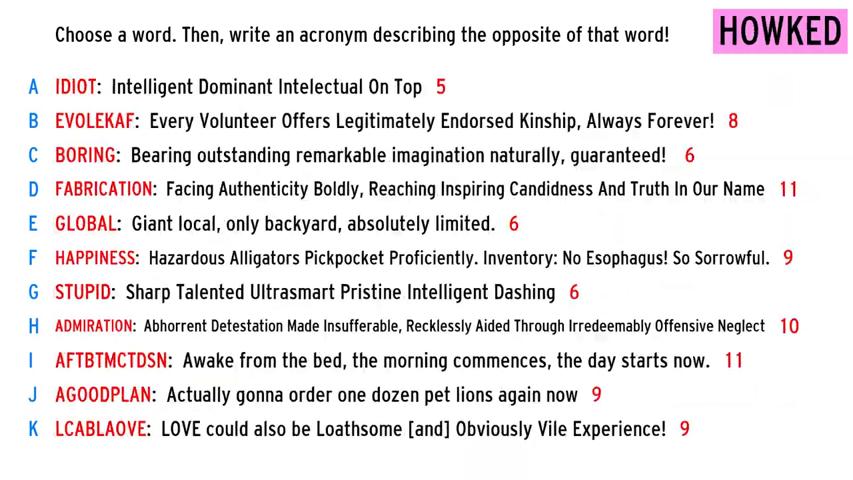 Choose a word. Then, write an acronym describing the opposite of that word!
HOWKED
A IDIOT: Intelligent Dominant Intelectual On Top 5
B EVOLEKAF: Every Volunteer Offers Legitimately Endorsed Kinship, Always Forever! 8
C BORING: Bearing outstanding remarkable imagination naturally, guaranteed! 6
D FABRICATION: Facing Authenticity Boldly, Reaching Inspiring Candidness And Truth In Our Name 11
E GLOBAL: Giant local, only backyard, absolutely limited. 6
F HAPPINESS: Hazardous Alligators Pickpocket Proficiently. Inventory: No Esophagus! So Sorrowful. 9
G STUPID: Sharp Talented Ultrasmart Pristine Intelligent Dashing 6
H ADMIRATION: Abhorrent Detestation Made Insufferable, Recklessly Aided Through Irredeemably Offensive Neglect 10
I AFTBTMCTDSN: Awake from the bed, the morning commences, the day starts now. 11
J AGOODPLAN: Actually gonna order one dozen pet lions again now 9
K LCABLAOVE: LOVE could also be Loathsome [and] Obviously Vile Experience! 9